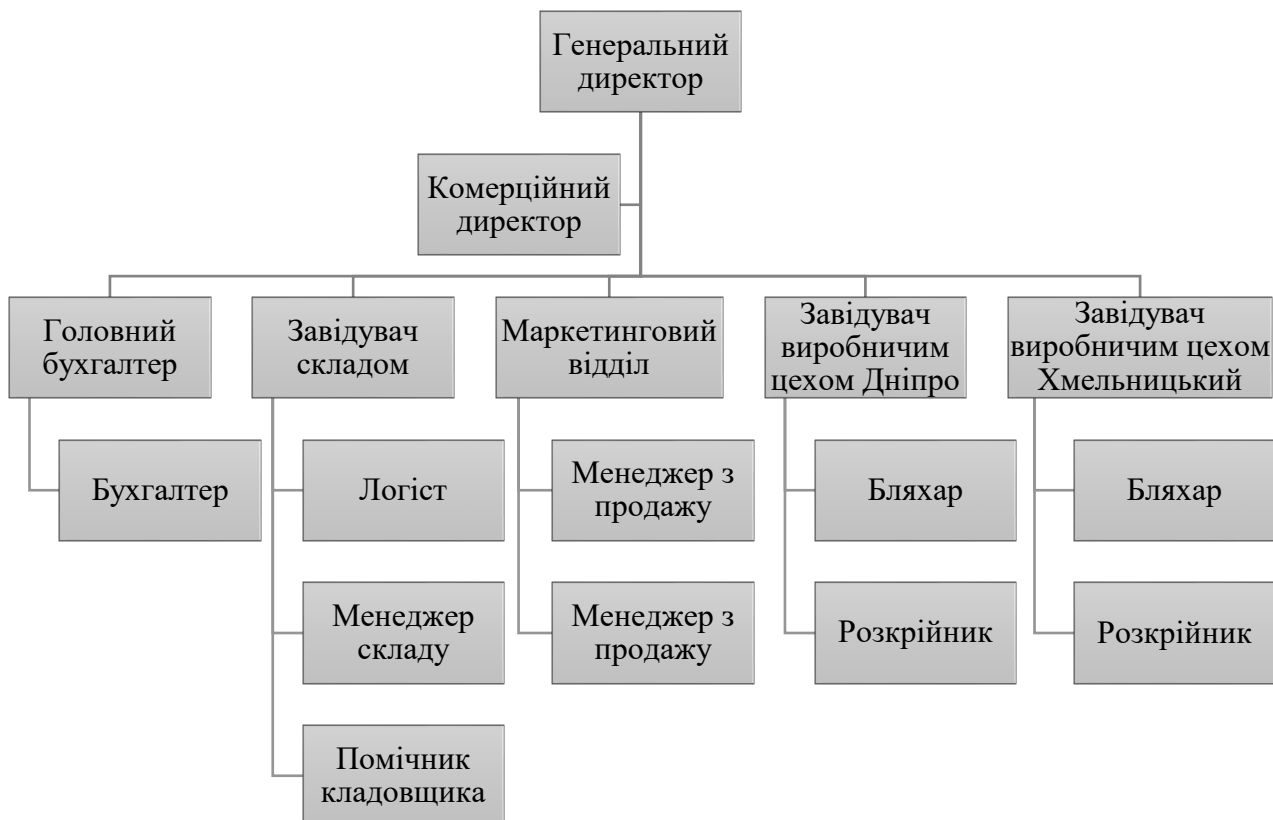 Генеральний
директор
Комерційний
директор
Головний
бухгалтер
Завідувач
складом
Маркетинговий
відділ
Завідувач
виробничим
цехом Дніпро
Завідувач
виробничим цехом
Хмельницький
Бухгалтер
Логіст
Менеджер з
продажу
Бляхар
Бляхар
Менеджер
складу
Менеджер з
продажу
Розкрійник
Розкрійник
Помічник
кладовщика